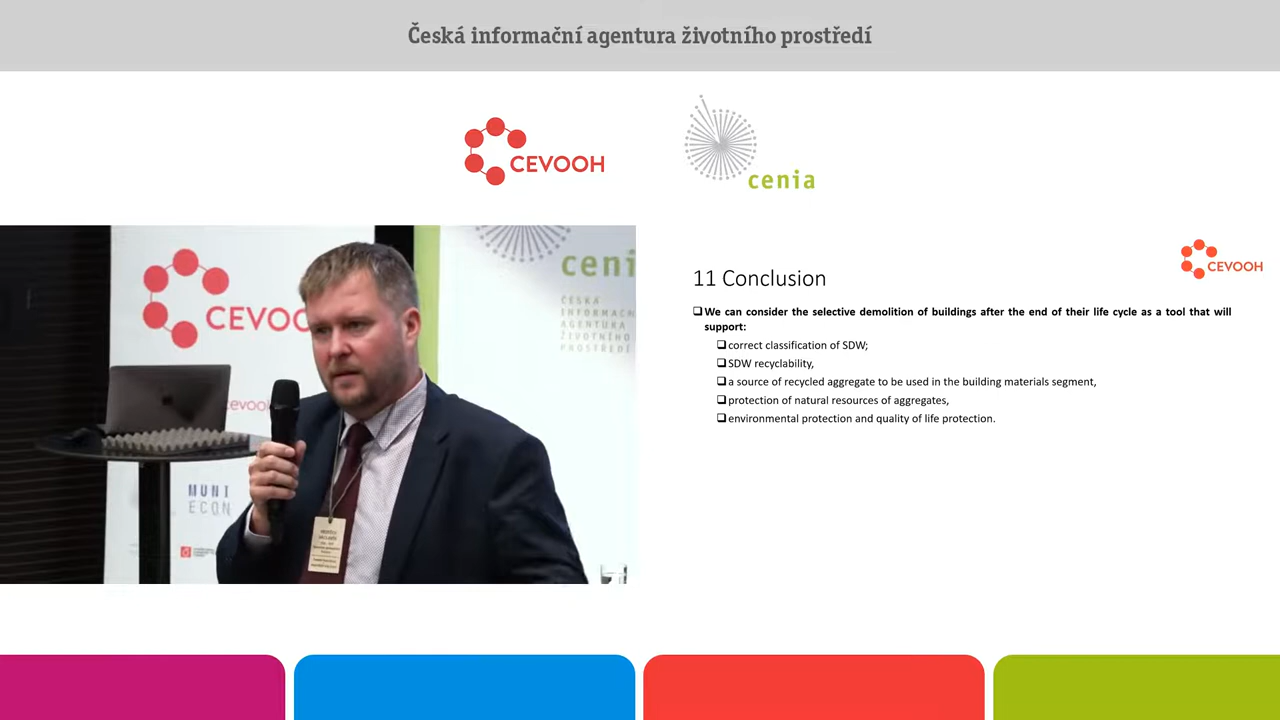 Česká informační agentura životního prostředí
CEVOOH
cenia
CEVOO
ceni
ČESKÁ
INFORMAČN
AGENTURA
ŽIVOTNÍHO
PROSTŘEDÍ
cevooh
MUNI
ECON
CEVOOH
11 Conclusion
❑We can consider the selective demolition of buildings after the end of their life cycle as a tool that will
support:
❑correct classification of SDW;
❑SDW recyclability,
❑a source of recycled aggregate to be used in the building materials segment,
❑protection of natural resources of aggregates,
❑environmental protection and quality of life protection.